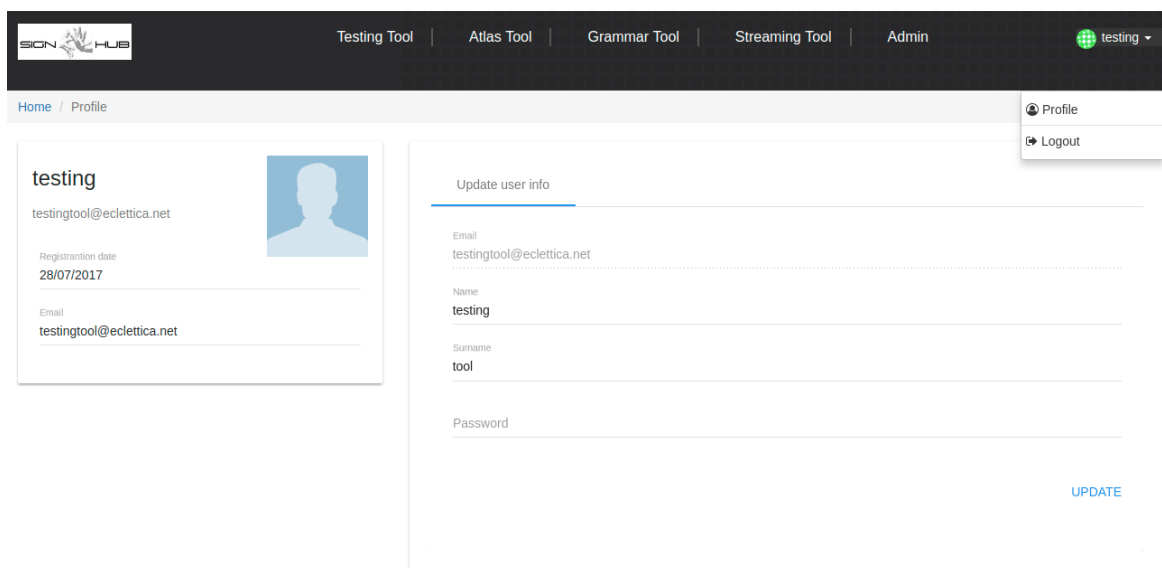 SIGN HUB
Testing Tool | Atlas Tool | Grammar Tool | Streaming Tool | Admin
testing
Home / Profile
Profile
Logout
testing
testingtool@eclettica.net
Registrantion date
28/07/2017
Email
testingtool@eclettica.net
Update user info
Email
testingtool@eclettica.net
Name
testing
Surname
tool
Password
UPDATE